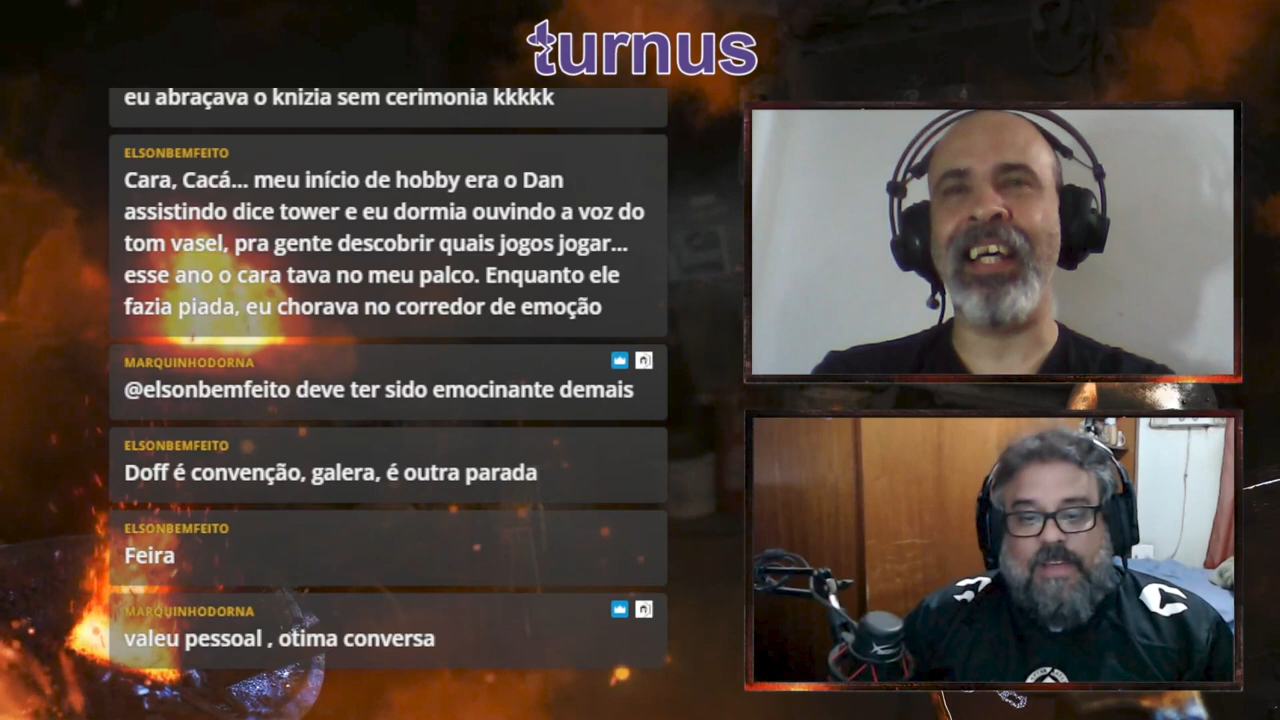 turnus
eu abraçava o knizia sem cerimonia kkkkk
ELSONBEMFEITO
Cara, Cacá... meu início de hobby era o Dan
assistindo dice tower e eu dormia ouvindo a voz do
tom vasel, pra gente descobrir quais jogos jogar...
esse ano o cara tava no meu palco. Enquanto ele
fazia piada, eu chorava no corredor de emoção
MARQUINHODORNA
@elsonbemfeito deve ter sido emocinante demais
ELSONBEMFEITO
Doff é convenção, galera, é outra parada
ELSONBEMFEITO
Feira
MARQUINHODORNA
valeu pessoal , otima conversa